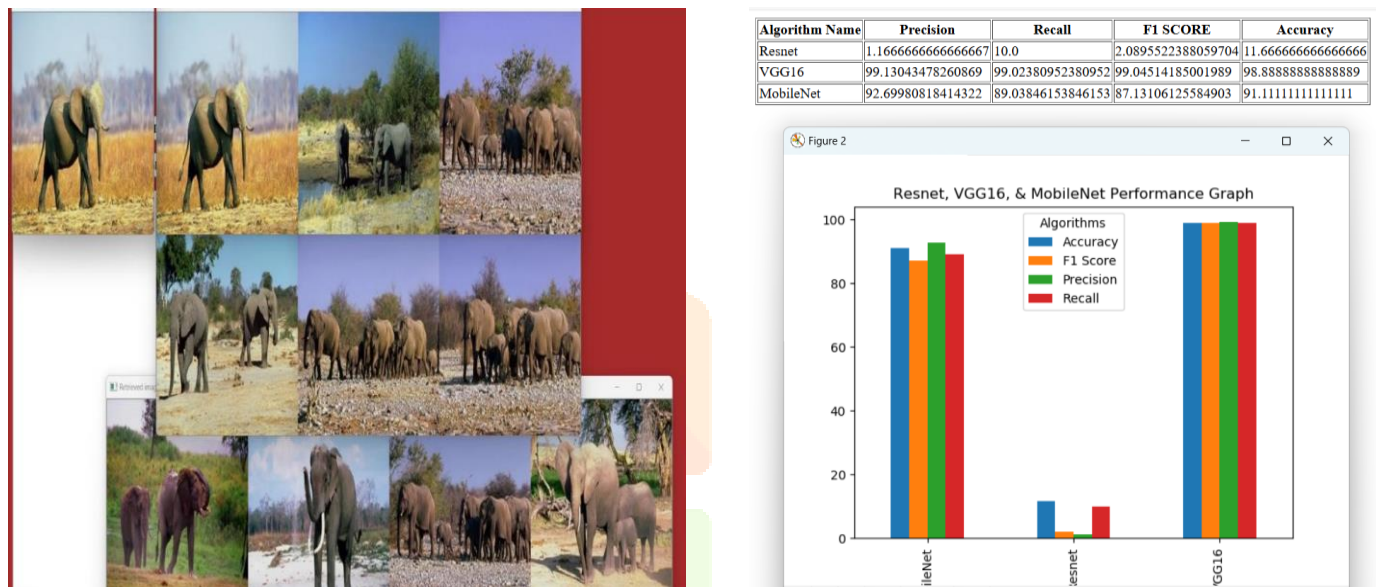 Algorithm Name Precision Recall F1 SCORE Accuracy
Resnet 1.1666666666666667 10.0 2.0895522388059704 11.666666666666666
VGG16 99.13043478260869 99.02380952380952 99.04514185001989 98.88888888888889
MobileNet 92.69980818414322 89.03846153846153 87.13106125584903 91.11111111111111
Figure 2
Resnet, VGG16, & MobileNet Performance Graph
Algorithms
Accuracy
F1 Score
Precision
Recall
100
80
60
40
20
0
Retrieved